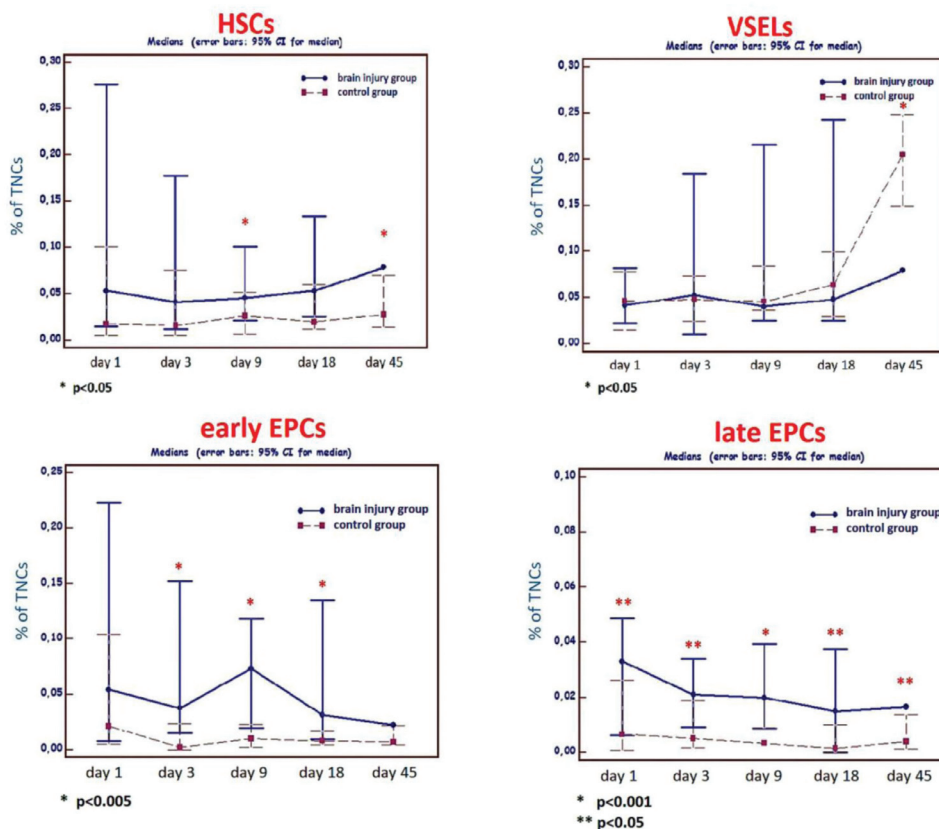 HSCs
Medians (error bars: 95% CI for median)
0,30
0,25
0,20
0,15
0,10
0,05
0,00
% of TNCs
brain injury group
control group
*
*
day 1 day 3 day 9 day 18 day 45
* p<0.05
VSELs
Medians (error bars: 95% CI for median)
0,30
0,25
0,20
0,15
0,10
0,05
0,00
% of TNCs
brain injury group
control group
*
day 1 day 3 day 9 day 18 day 45
* p<0.05
early EPCs
Medians (error bars: 95% CI for median)
0,25
0,20
0,15
0,10
0,05
0,00
% of TNCs
brain injury group
control group
* * *
day 1 day 3 day 9 day 18 day 45
* p<0.005
late EPCs
Medians (error bars: 95% CI for median)
0,10
0,08
0,06
0,04
0,02
0,00
% of TNCs
brain injury group
control group
** ** * ** **
day 1 day 3 day 9 day 18 day 45
* p<0.001
** p<0.05